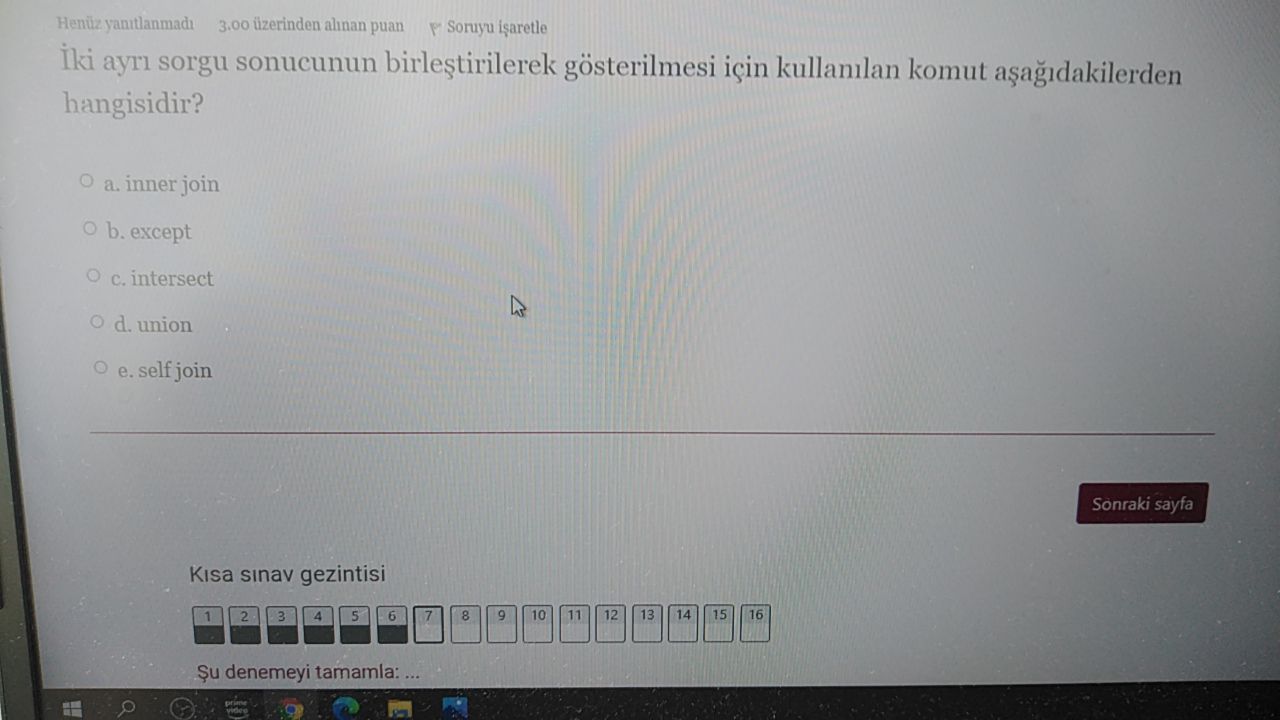 Henüz yanıtlanmadı 3.00 üzerinden alınan puan Soruyu işaretle
İki ayrı sorgu sonucunun birleştirilerek gösterilmesi için kullanılan komut aşağıdakilerden
hangisidir?
a. inner join
b. except
c. intersect
d. union
e. self join
Sonraki sayfa
Kısa sınav gezintisi
1 2 3 4 5 6 7 8 9 10 11 12 13 14 15 16
Şu denemeyi tamamla: ...
prime
video